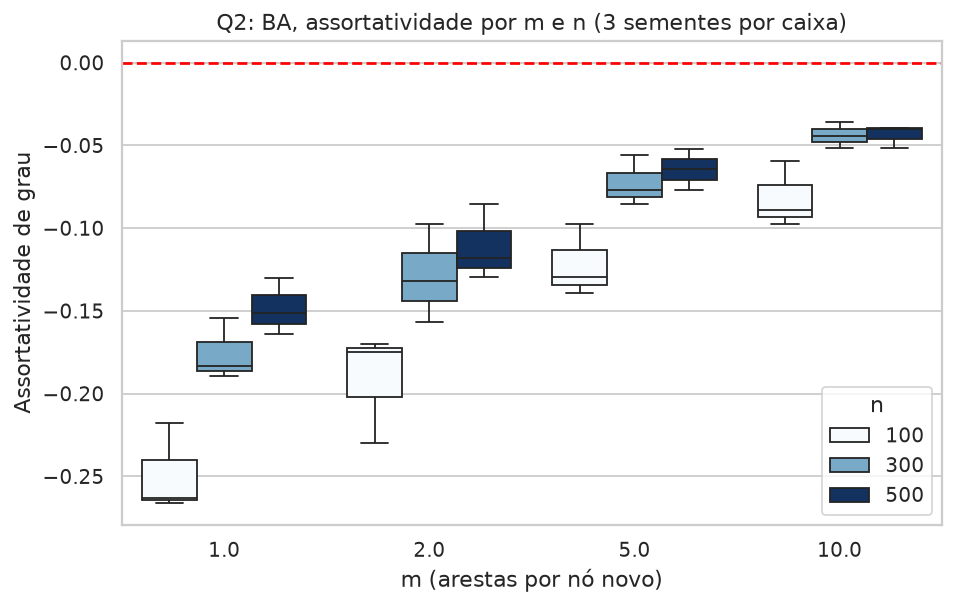 Q2: BA, assortatividade por m e n (3 sementes por caixa)
Assortatividade de grau
0.00
−0.05
−0.10
−0.15
−0.20
−0.25
1.0 2.0 5.0 10.0
m (arestas por nó novo)
n
100
300
500